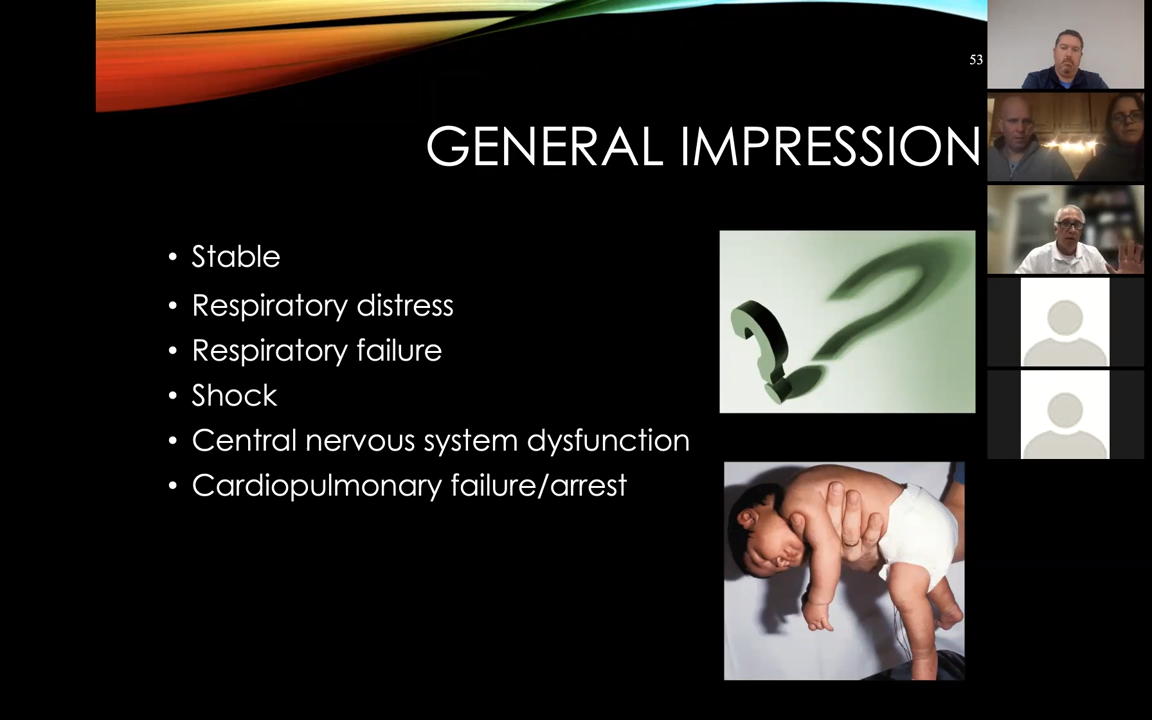 53
GENERAL IMPRESSION
• Stable
• Respiratory distress
• Respiratory failure
• Shock
• Central nervous system dysfunction
• Cardiopulmonary failure/arrest